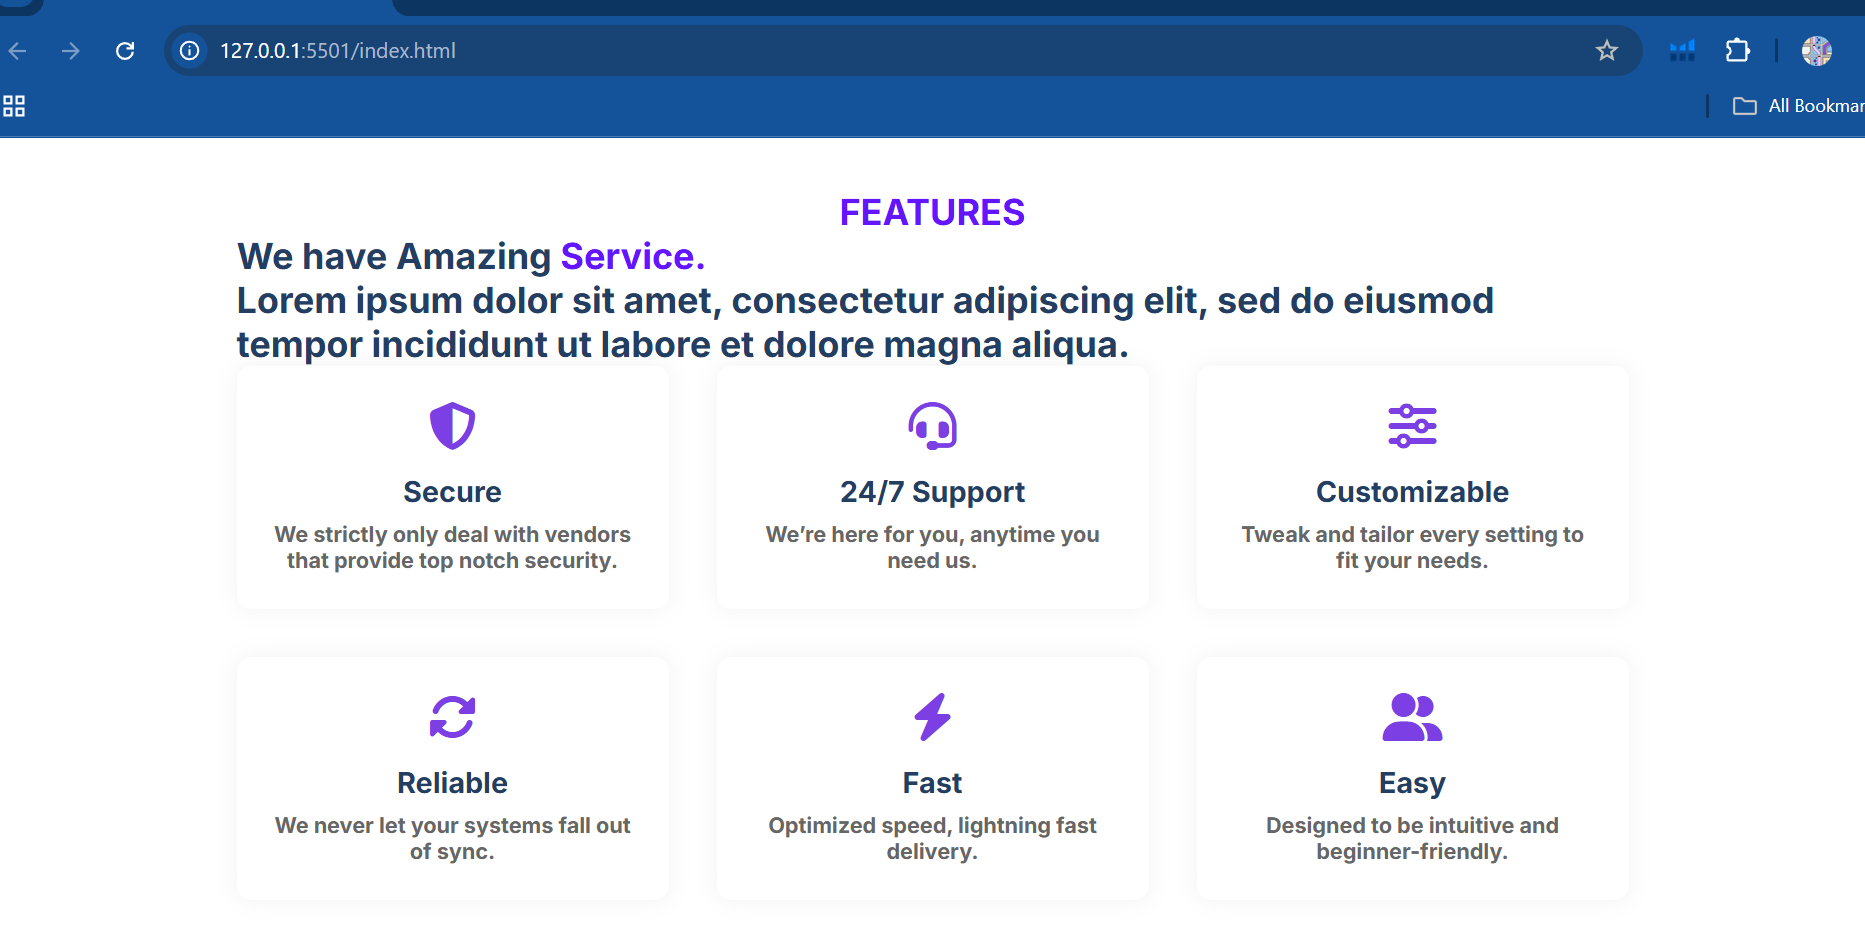 127.0.0.1:5501/index.html
All Bookmar
FEATURES
We have Amazing Service.
Lorem ipsum dolor sit amet, consectetur adipiscing elit, sed do eiusmod
tempor incididunt ut labore et dolore magna aliqua.
Secure
We strictly only deal with vendors
that provide top notch security.
24/7 Support
We’re here for you, anytime you
need us.
Customizable
Tweak and tailor every setting to
fit your needs.
Reliable
We never let your systems fall out
of sync.
Fast
Optimized speed, lightning fast
delivery.
Easy
Designed to be intuitive and
beginner-friendly.